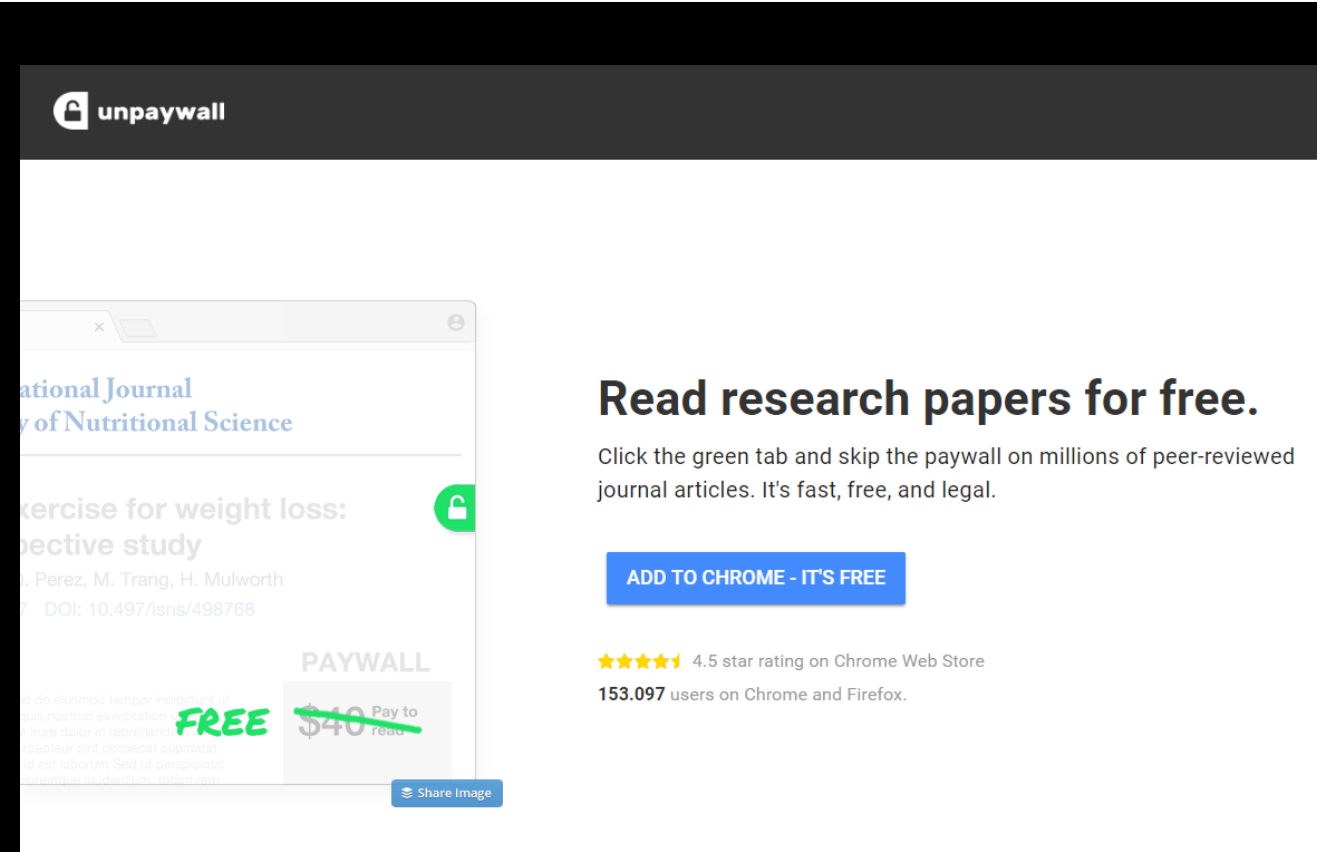 unpaywall
ational Journal
y of Nutritional Science
xercise for weight loss:
pective study
. Perez, M. Trang, H. Mulworth
7 DOI: 10.497/isns/498768
PAYWALL
FREE
$40 Pay to
read
Share Image
Read research papers for free.
Click the green tab and skip the paywall on millions of peer-reviewed
journal articles. It's fast, free, and legal.
ADD TO CHROME - IT'S FREE
4.5 star rating on Chrome Web Store
153.097 users on Chrome and Firefox.